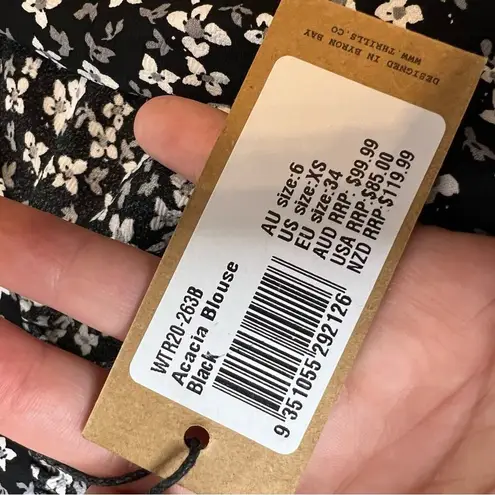 DESIGNED IN BYRON BAY
WWW.THRILLS.CO
AU size:6
US size:XS
EU size:34
AUD RRP-$99.99
USA RRP-$85.00
NZD RRP-$119.99
WTR20-263B
Acacia Blouse
Black
9 351055 292126